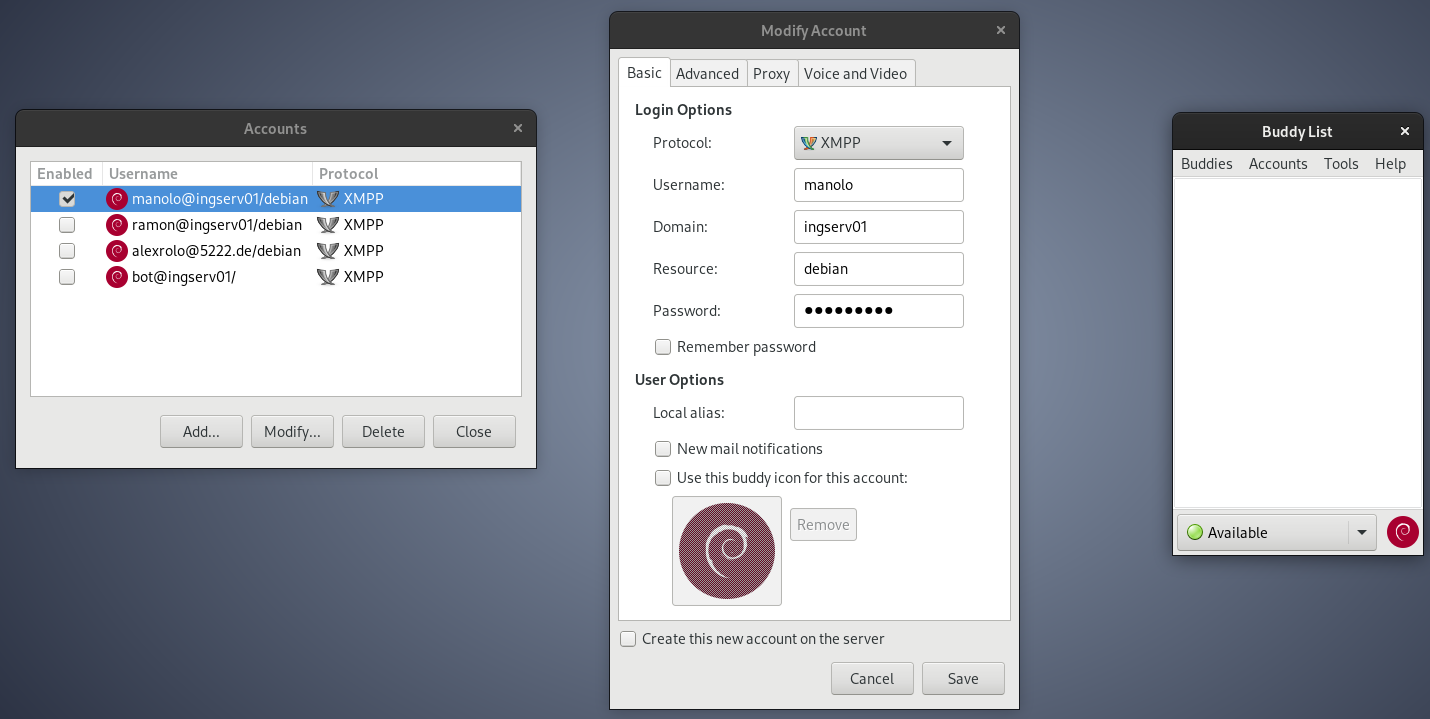 Accounts
Enabled Username Protocol
manolo@ingserv01/debian XMPP
ramon@ingserv01/debian XMPP
alexrolo@5222.de/debian XMPP
bot@ingserv01/ XMPP
Add... Modify... Delete Close
Modify Account
Basic Advanced Proxy Voice and Video
Login Options
Protocol: XMPP
Username: manolo
Domain: ingserv01
Resource: debian
Password: ●●●●●●●●●
Remember password
User Options
Local alias:
New mail notifications
Use this buddy icon for this account:
Remove
Create this new account on the server
Cancel Save
Buddy List
Buddies Accounts Tools Help
Available